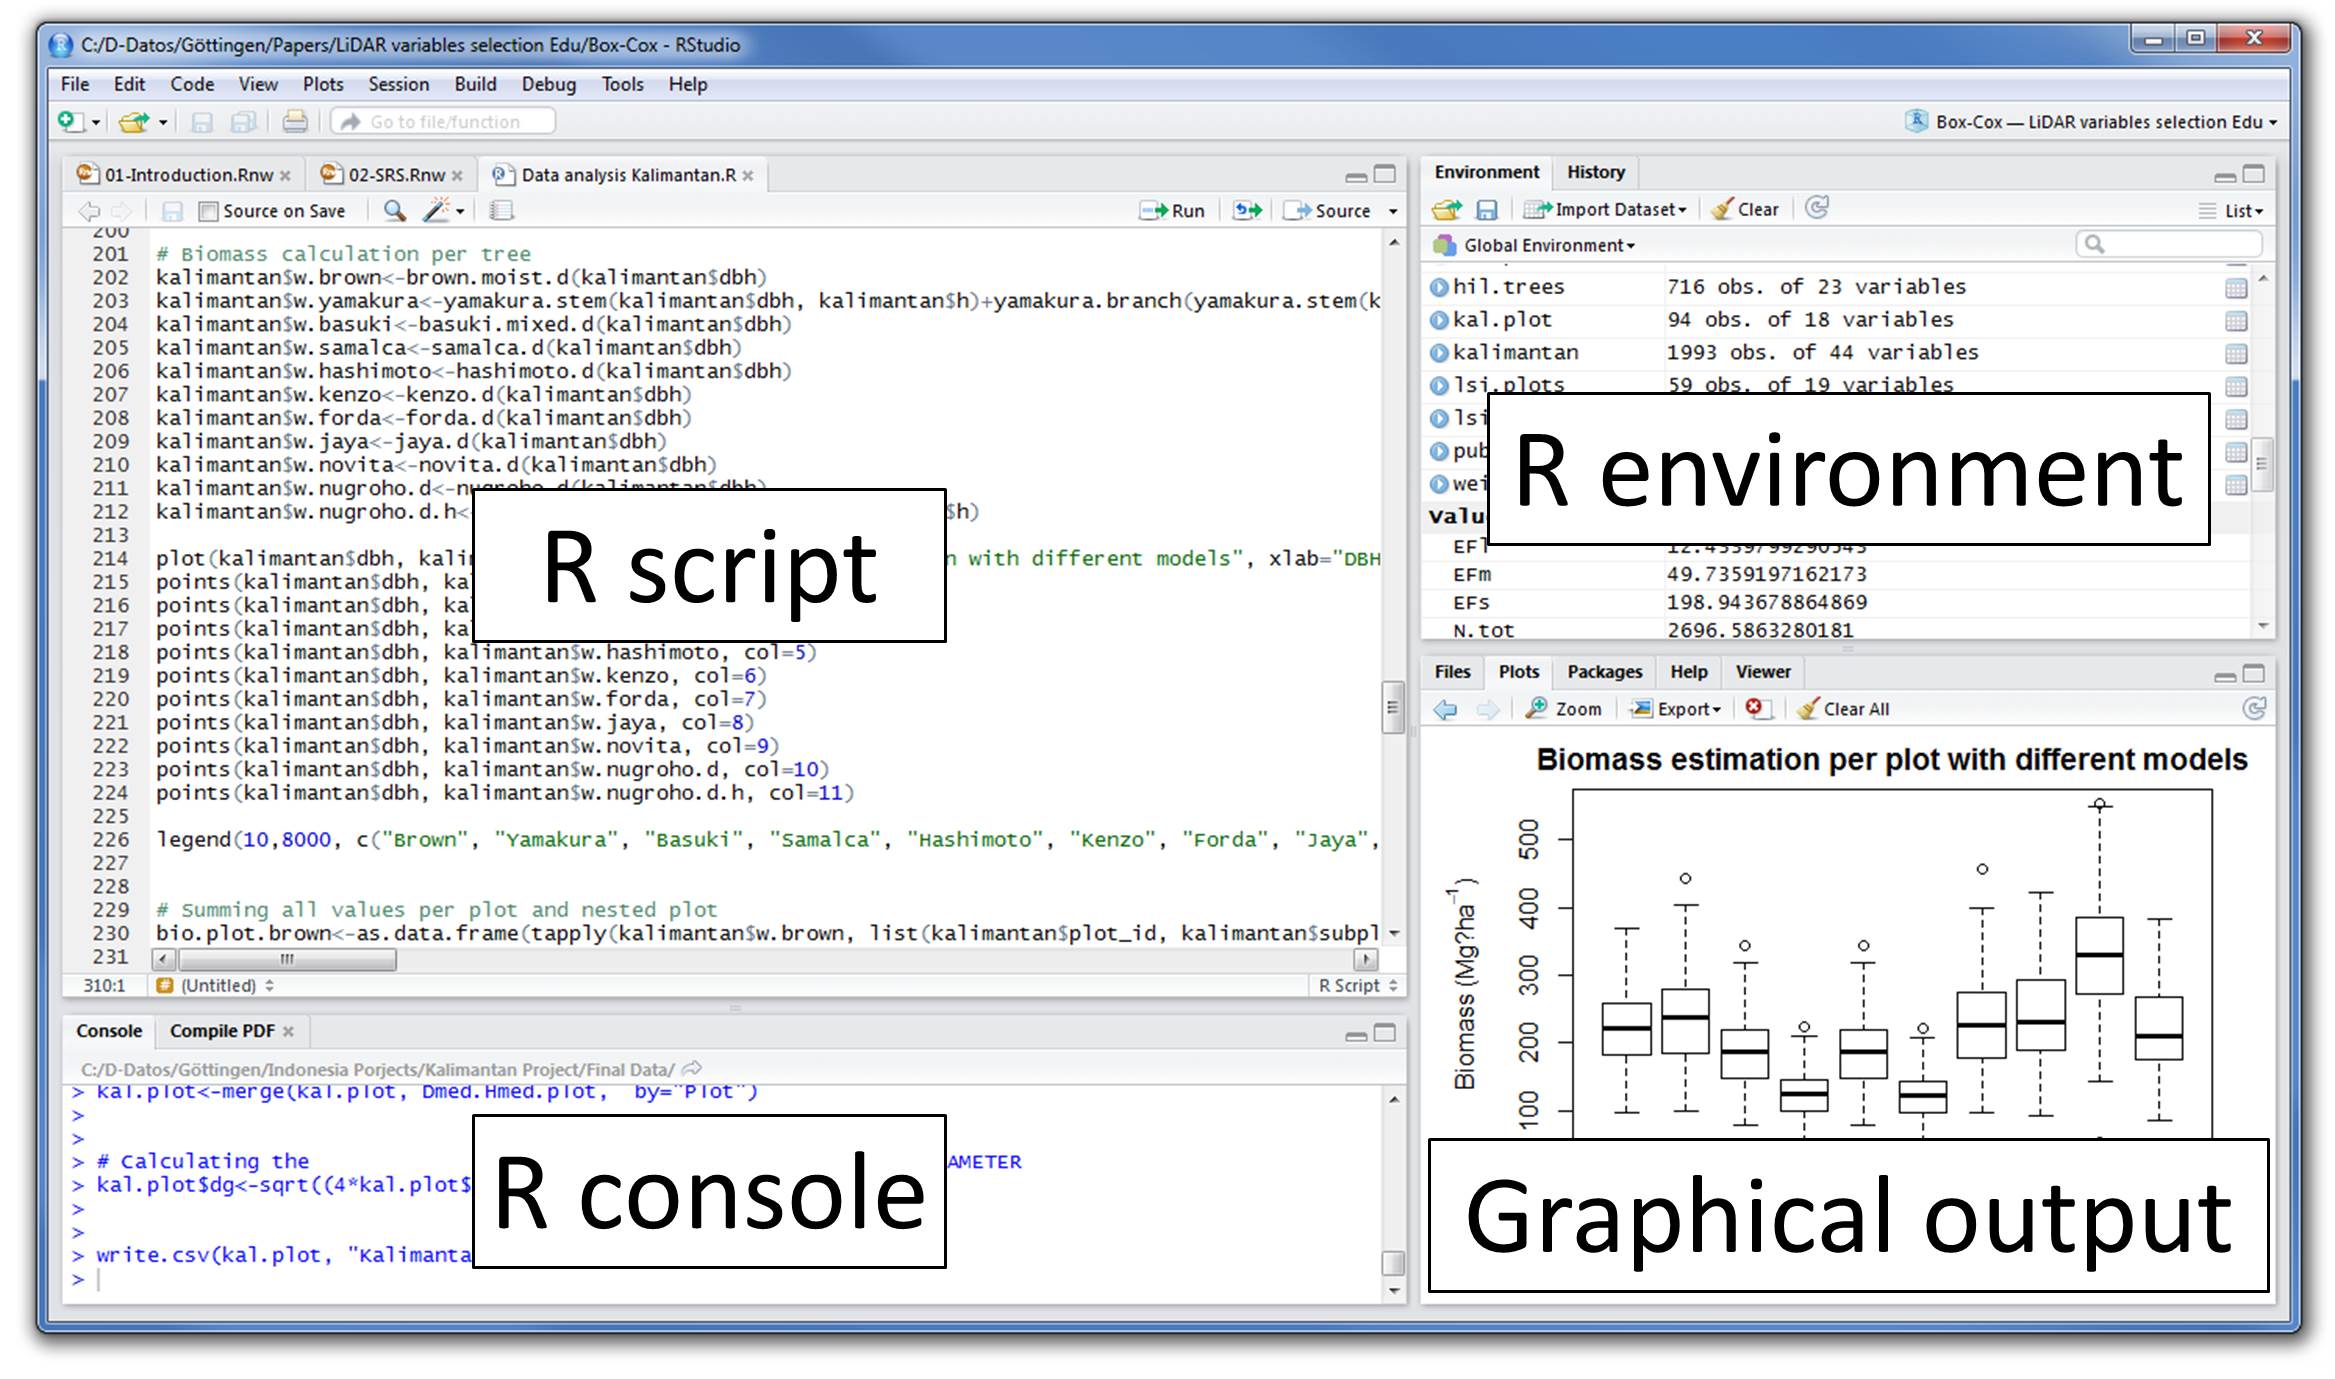 C:/D-Datos/Göttingen/Papers/LiDAR variables selection Edu/Box-Cox - RStudio
File Edit Code View Plots Session Build Debug Tools Help
Go to file/function
Box-Cox — LiDAR variables selection Edu
01-Introduction.Rnw
02-SRS.Rnw
Data analysis Kalimantan.R
Source on Save
Run
Source
200
201 # Biomass calculation per tree
202 kalimantan$w.brown<-brown.moist.d(kalimantan$dbh)
203 kalimantan$w.yamakura<-yamakura.stem(kalimantan$dbh, kalimantan$h)+yamakura.branch(yamakura.stem(k
204 kalimantan$w.basuki<-basuki.mixed.d(kalimantan$dbh)
205 kalimantan$w.samalca<-samalca.d(kalimantan$dbh)
206 kalimantan$w.hashimoto<-hashimoto.d(kalimantan$dbh)
207 kalimantan$w.kenzo<-kenzo.d(kalimantan$dbh)
208 kalimantan$w.forda<-forda.d(kalimantan$dbh)
209 kalimantan$w.jaya<-jaya.d(kalimantan$dbh)
210 kalimantan$w.novita<-novita.d(kalimantan$dbh)
211 kalimantan$w.nugroho.d<-nugroho.d(kalimantan$dbh)
212 kalimantan$w.nugroho.d.h<- $h)
213
214 plot(kalimantan$dbh, kalim n with different models", xlab="DBH
215 points(kalimantan$dbh, ka
216 points(kalimantan$dbh, ka
217 points(kalimantan$dbh, ka
218 points(kalimantan$dbh, kalimantan$w.hashimoto, col=5)
219 points(kalimantan$dbh, kalimantan$w.kenzo, col=6)
220 points(kalimantan$dbh, kalimantan$w.forda, col=7)
221 points(kalimantan$dbh, kalimantan$w.jaya, col=8)
222 points(kalimantan$dbh, kalimantan$w.novita, col=9)
223 points(kalimantan$dbh, kalimantan$w.nugroho.d, col=10)
224 points(kalimantan$dbh, kalimantan$w.nugroho.d.h, col=11)
225
226 legend(10,8000, c("Brown", "Yamakura", "Basuki", "Samalca", "Hashimoto", "Kenzo", "Forda", "Jaya",
227
228
229 # Summing all values per plot and nested plot
230 bio.plot.brown<-as.data.frame(tapply(kalimantan$w.brown, list(kalimantan$plot_id, kalimantan$subpl
231
R script
310:1 (Untitled) R Script
Console Compile PDF
C:/D-Datos/Göttingen/Indonesia Porjects/Kalimantan Project/Final Data/
> kal.plot<-merge(kal.plot, Dmed.Hmed.plot, by="Plot")
>
>
> # Calculating the AMETER
> kal.plot$dg<-sqrt((4*kal.plot$
>
>
> write.csv(kal.plot, "Kalimanta
>
R console
Environment History
Import Dataset Clear List
Global Environment
hil.trees 716 obs. of 23 variables
kal.plot 94 obs. of 18 variables
kalimantan 1993 obs. of 44 variables
lsi.plots 59 obs. of 19 variables
lsi
pub
wei
Valu
EFl 12.4339799290543
EFm 49.7359197162173
EFs 198.943678864869
N.tot 2696.5863280181
R environment
Files Plots Packages Help Viewer
Zoom Export Clear All
Biomass estimation per plot with different models
Biomass (Mg?ha⁻¹)
500
400
300
200
100
Graphical output